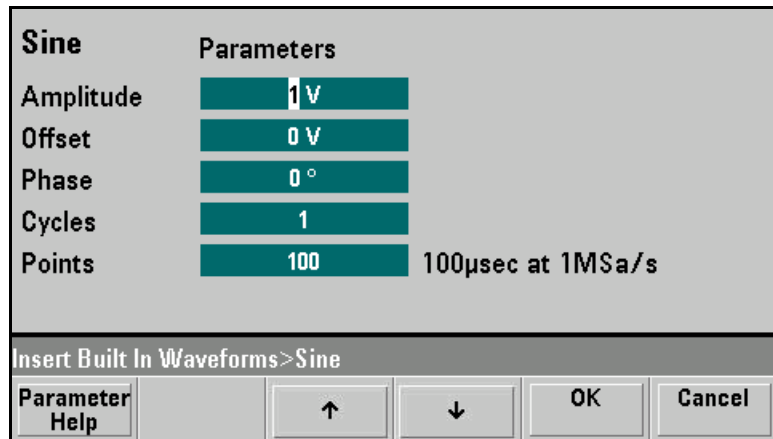 Sine Parameters
Amplitude 1 V
Offset 0 V
Phase 0 °
Cycles 1
Points 100 100µsec at 1MSa/s
Insert Built In Waveforms>Sine
Parameter Help ↑ ↓ OK Cancel